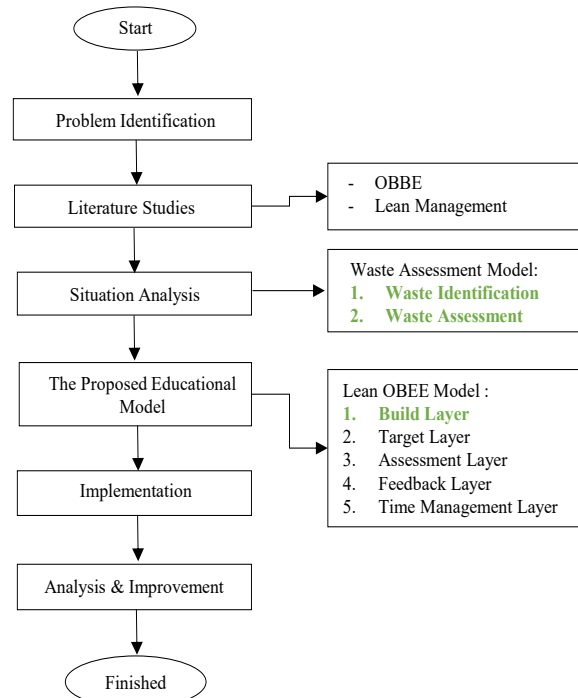 Start
Problem Identification
Literature Studies
- OBBE
- Lean Management
Situation Analysis
Waste Assessment Model:
1. Waste Identification
2. Waste Assessment
The Proposed Educational
Model
Lean OBEE Model :
1. Build Layer
2. Target Layer
3. Assessment Layer
4. Feedback Layer
5. Time Management Layer
Implementation
Analysis & Improvement
Finished